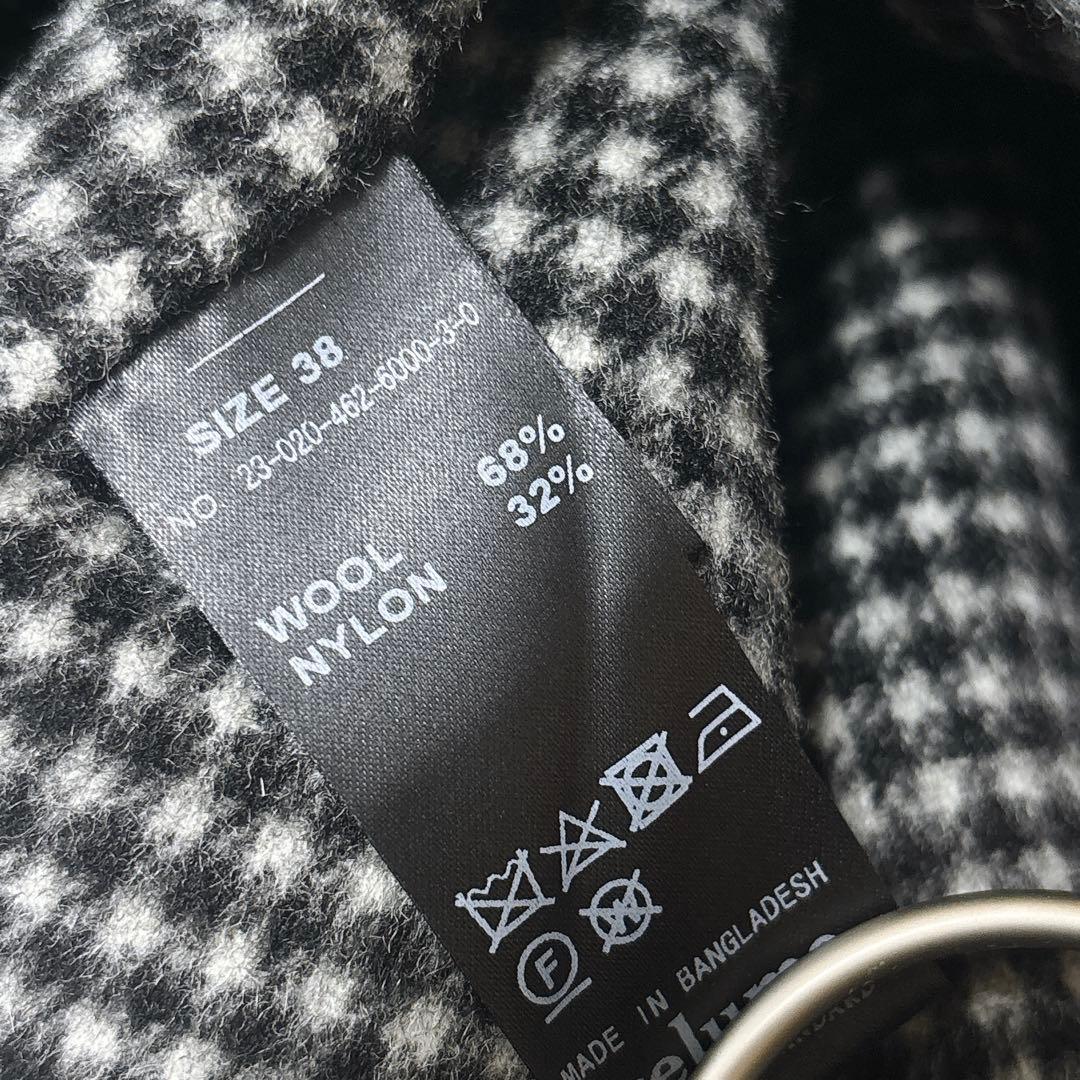 SIZE 38
NO 23-020-462-6000-3-0
WOOL 68%
NYLON 32%
F
W
MADE IN BANGLADESH